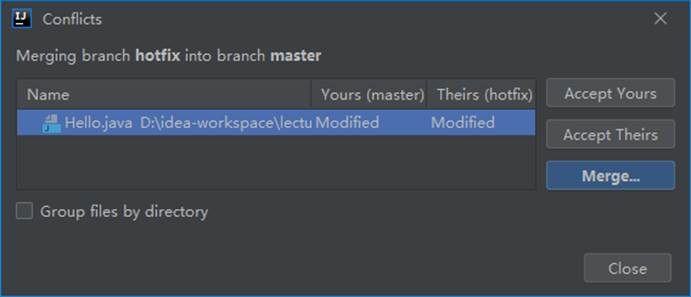 Conflicts
Merging branch hotfix into branch master
Name Yours (master) Theirs (hotfix)
Hello.java D:\idea-workspace\lectu Modified Modified
Accept Yours
Accept Theirs
Merge...
Group files by directory
Close